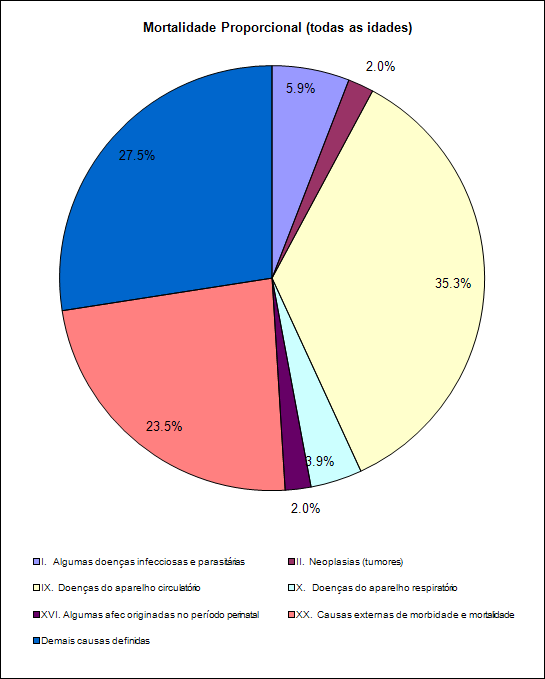 Mortalidade Proporcional (todas as idades)
2.0%
5.9%
27.5%
35.3%
23.5%
3.9%
2.0%
I. Algumas doenças infecciosas e parasitárias
II. Neoplasias (tumores)
IX. Doenças do aparelho circulatório
X. Doenças do aparelho respiratório
XVI. Algumas afec originadas no período perinatal
XX. Causas externas de morbidade e mortalidade
Demais causas definidas